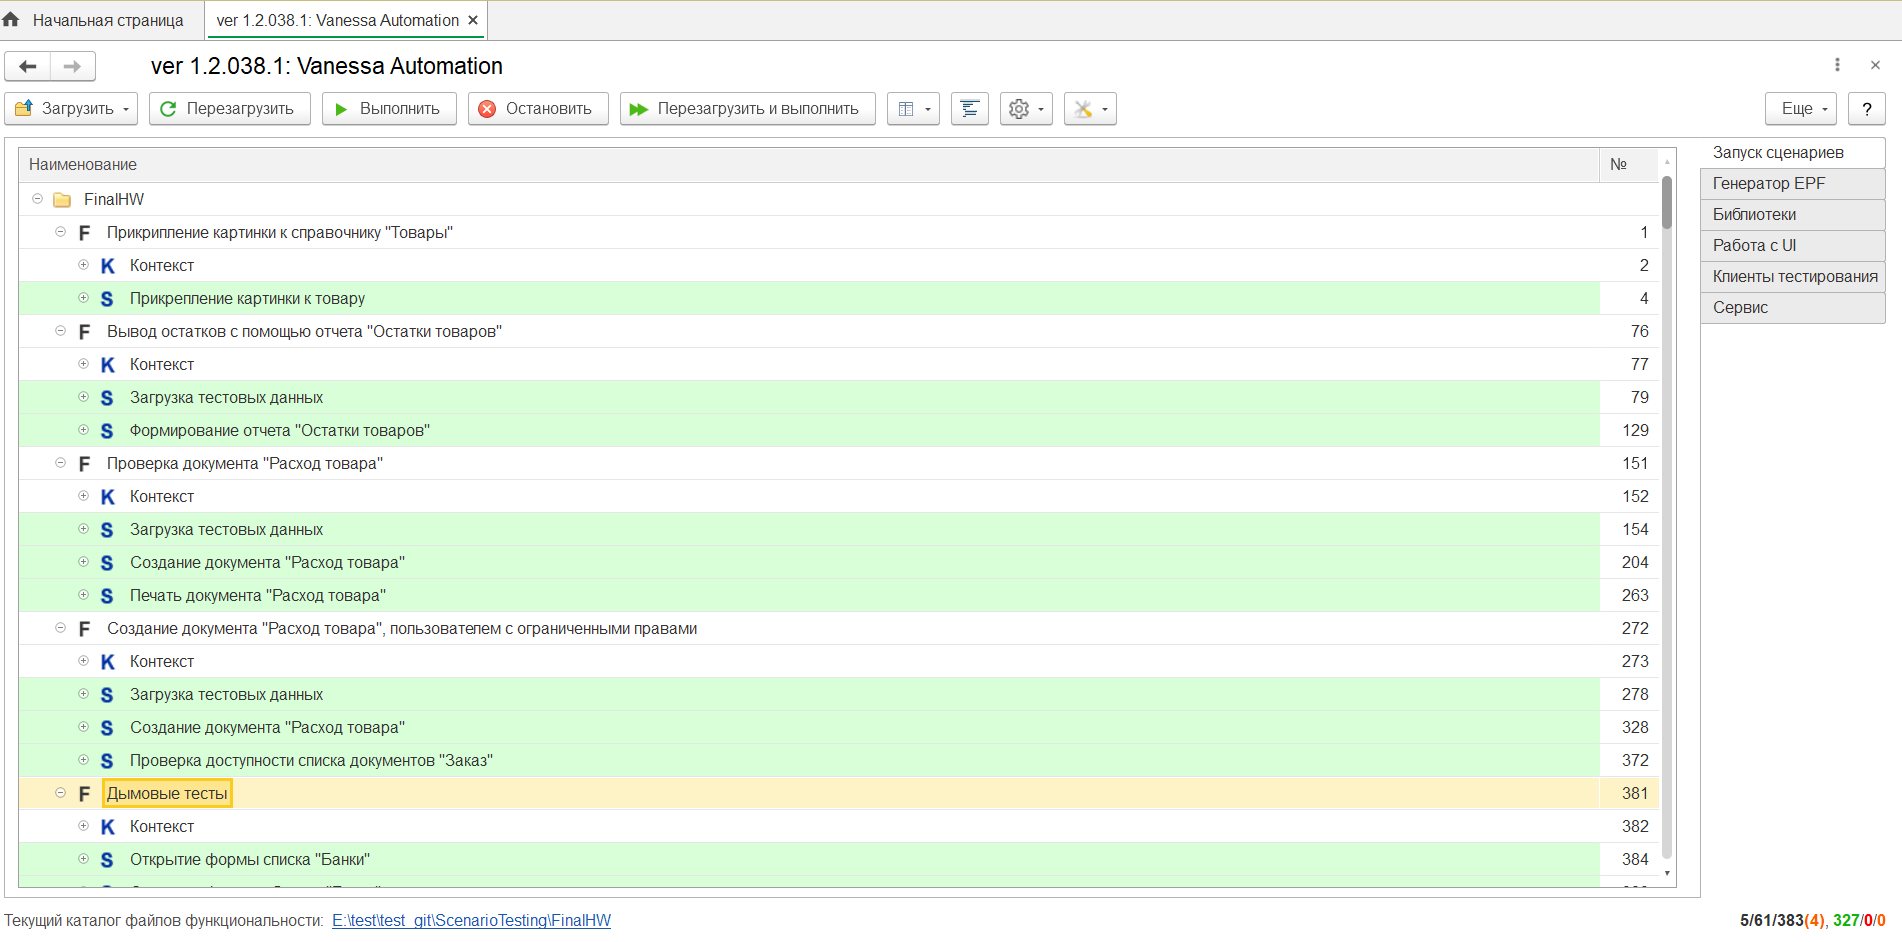 Начальная страница
ver 1.2.038.1: Vanessa Automation
ver 1.2.038.1: Vanessa Automation
Загрузить
Перезагрузить
Выполнить
Остановить
Перезагрузить и выполнить
Еще
?
Наименование №
FinalHW
Прикрипление картинки к справочнику "Товары" 1
Контекст 2
Прикрепление картинки к товару 4
Вывод остатков с помощью отчета "Остатки товаров" 76
Контекст 77
Загрузка тестовых данных 79
Формирование отчета "Остатки товаров" 129
Проверка документа "Расход товара" 151
Контекст 152
Загрузка тестовых данных 154
Создание документа "Расход товара" 204
Печать документа "Расход товара" 263
Создание документа "Расход товара", пользователем с ограниченными правами 272
Контекст 273
Загрузка тестовых данных 278
Создание документа "Расход товара" 328
Проверка доступности списка документов "Заказ" 372
Дымовые тесты 381
Контекст 382
Открытие формы списка "Банки" 384
Запуск сценариев
Генератор EPF
Библиотеки
Работа с UI
Клиенты тестирования
Сервис
Текущий каталог файлов функциональности: E:\test\test_git\ScenarioTesting\FinalHW
5/61/383(4), 327/0/0